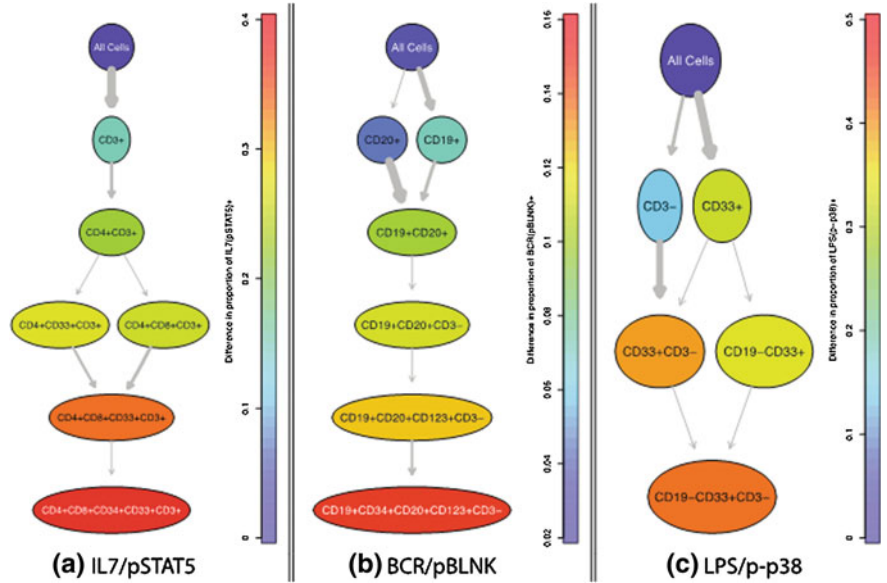 All Cells
CD3+
CD4+CD3+
CD4+CD33+CD3+
CD4+CD8+CD3+
CD4+CD8+CD33+CD3+
CD4+CD8+CD34+CD33+CD3+
0.4
0.3
0.2
0.1
0
Difference in proportion of IL7(pSTAT5)+
(a) IL7/pSTAT5
All Cells
CD20+
CD19+
CD19+CD20+
CD19+CD20+CD3−
CD19+CD20+CD123+CD3−
CD19+CD34+CD20+CD123+CD3−
0.16
0.14
0.12
0.1
0.08
0.06
0.04
0.02
Difference in proportion of BCR(pBLNK)+
(b) BCR/pBLNK
All Cells
CD3−
CD33+
CD33+CD3−
CD19−CD33+
CD19−CD33+CD3−
0.5
0.4
0.3
0.2
0.1
0
Difference in proportion of LPS(p−p38)+
(c) LPS/p-p38